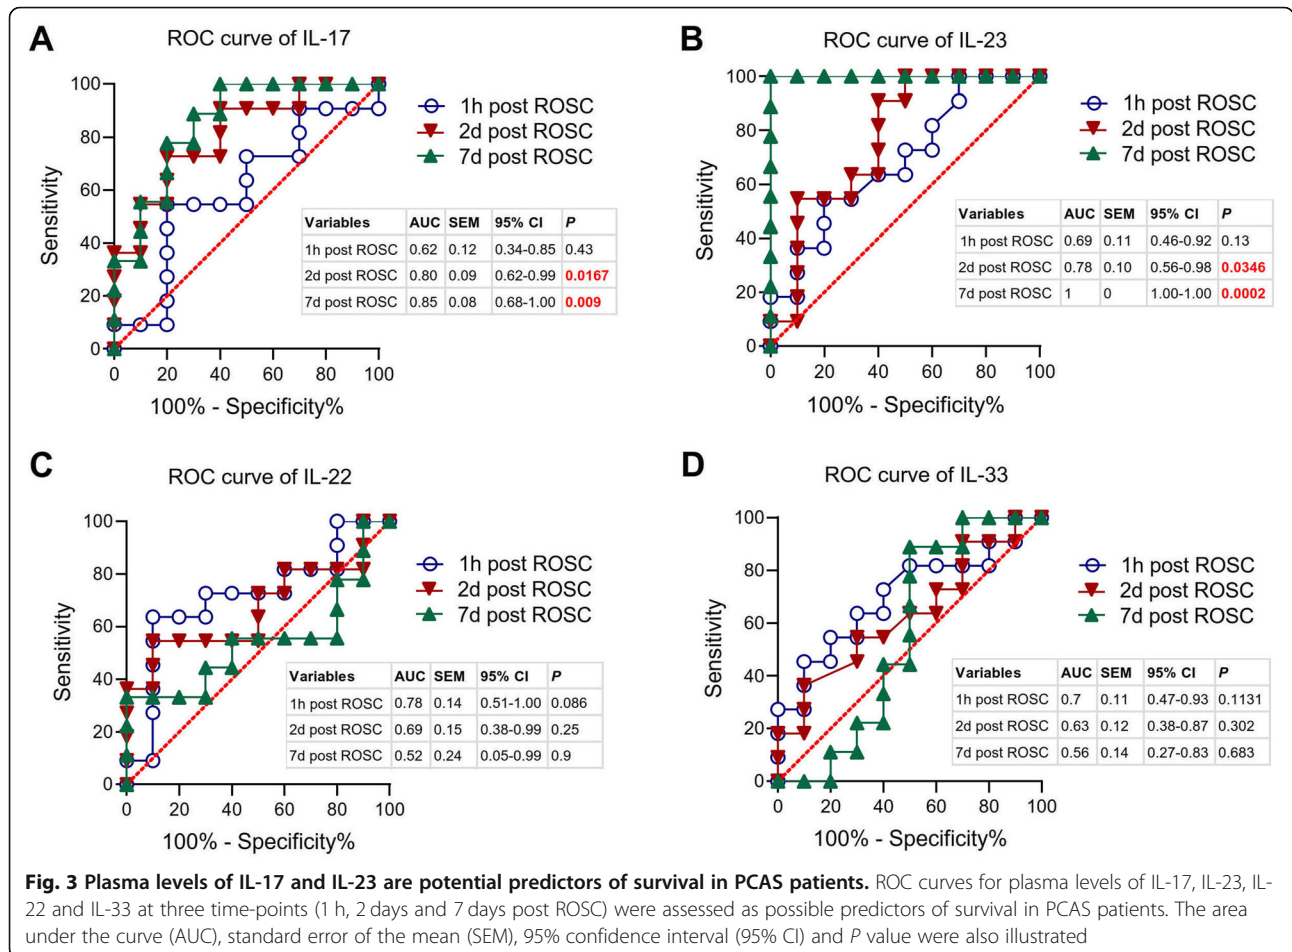 A
ROC curve of IL-17
100
80
60
40
20
0
Sensitivity
0 20 40 60 80 100
100% - Specificity%
1h post ROSC
2d post ROSC
7d post ROSC
Variables AUC SEM 95% CI P
1h post ROSC 0.62 0.12 0.34-0.85 0.43
2d post ROSC 0.80 0.09 0.62-0.99 0.0167
7d post ROSC 0.85 0.08 0.68-1.00 0.009
B
ROC curve of IL-23
100
80
60
40
20
0
Sensitivity
0 20 40 60 80 100
100% - Specificity%
1h post ROSC
2d post ROSC
7d post ROSC
Variables AUC SEM 95% CI P
1h post ROSC 0.69 0.11 0.46-0.92 0.13
2d post ROSC 0.78 0.10 0.56-0.98 0.0346
7d post ROSC 1 0 1.00-1.00 0.0002
C
ROC curve of IL-22
100
80
60
40
20
0
Sensitivity
0 20 40 60 80 100
100% - Specificity%
1h post ROSC
2d post ROSC
7d post ROSC
Variables AUC SEM 95% CI P
1h post ROSC 0.78 0.14 0.51-1.00 0.086
2d post ROSC 0.69 0.15 0.38-0.99 0.25
7d post ROSC 0.52 0.24 0.05-0.99 0.9
D
ROC curve of IL-33
100
80
60
40
20
0
Sensitivity
0 20 40 60 80 100
100% - Specificity%
1h post ROSC
2d post ROSC
7d post ROSC
Variables AUC SEM 95% CI P
1h post ROSC 0.7 0.11 0.47-0.93 0.1131
2d post ROSC 0.63 0.12 0.38-0.87 0.302
7d post ROSC 0.56 0.14 0.27-0.83 0.683
Fig. 3 Plasma levels of IL-17 and IL-23 are potential predictors of survival in PCAS patients. ROC curves for plasma levels of IL-17, IL-23, IL-
22 and IL-33 at three time-points (1 h, 2 days and 7 days post ROSC) were assessed as possible predictors of survival in PCAS patients. The area
under the curve (AUC), standard error of the mean (SEM), 95% confidence interval (95% CI) and P value were also illustrated